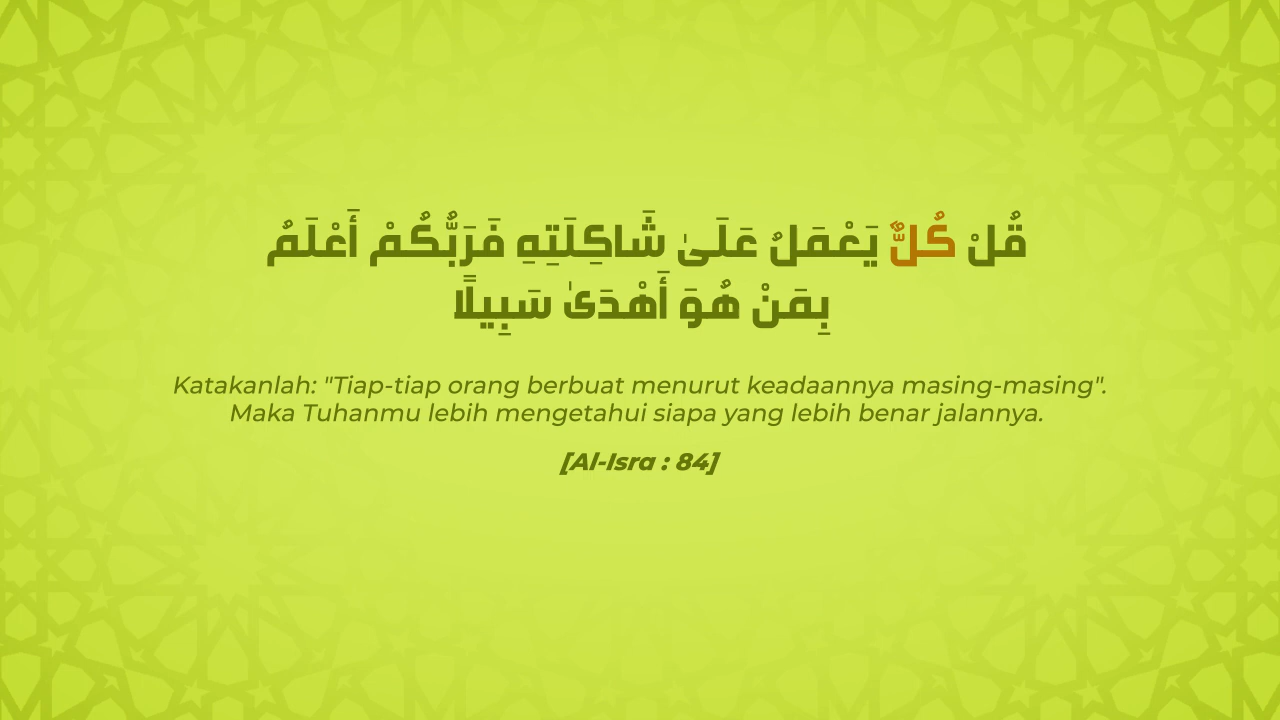 قُلْ كُلٌّ يَعْمَلُ عَلَىٰ شَاكِلَتِهِ فَرَبُّكُمْ أَعْلَمُ
بِمَنْ هُوَ أَهْدَىٰ سَبِيلًا
Katakanlah: "Tiap-tiap orang berbuat menurut keadaannya masing-masing".
Maka Tuhanmu lebih mengetahui siapa yang lebih benar jalannya.
[Al-Isra : 84]